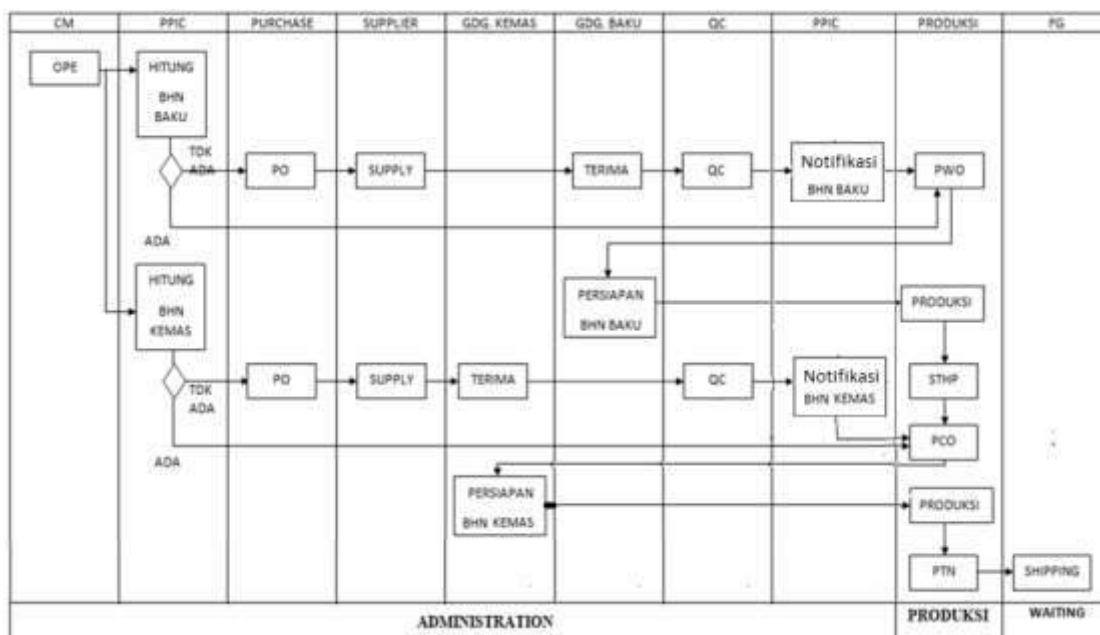 CM PPIC PURCHASE SUPPLIER GDG. KEMAS GDG. BAKU QC PPIC PRODUKSI FG
OPE
HITUNG
BHN
BAKU
TDK
ADA
PO
SUPPLY
TERIMA
QC
Notifikasi
BHN BAKU
PWO
ADA
HITUNG
BHN
KEMAS
PERSIAPAN
BHN BAKU
PRODUKSI
TDK
ADA
PO
SUPPLY
TERIMA
QC
Notifikasi
BHN KEMAS
STHP
PCO
ADA
PERSIAPAN
BHN KEMAS
PRODUKSI
PTN
SHIPPING
ADMINISTRATION PRODUKSI WAITING